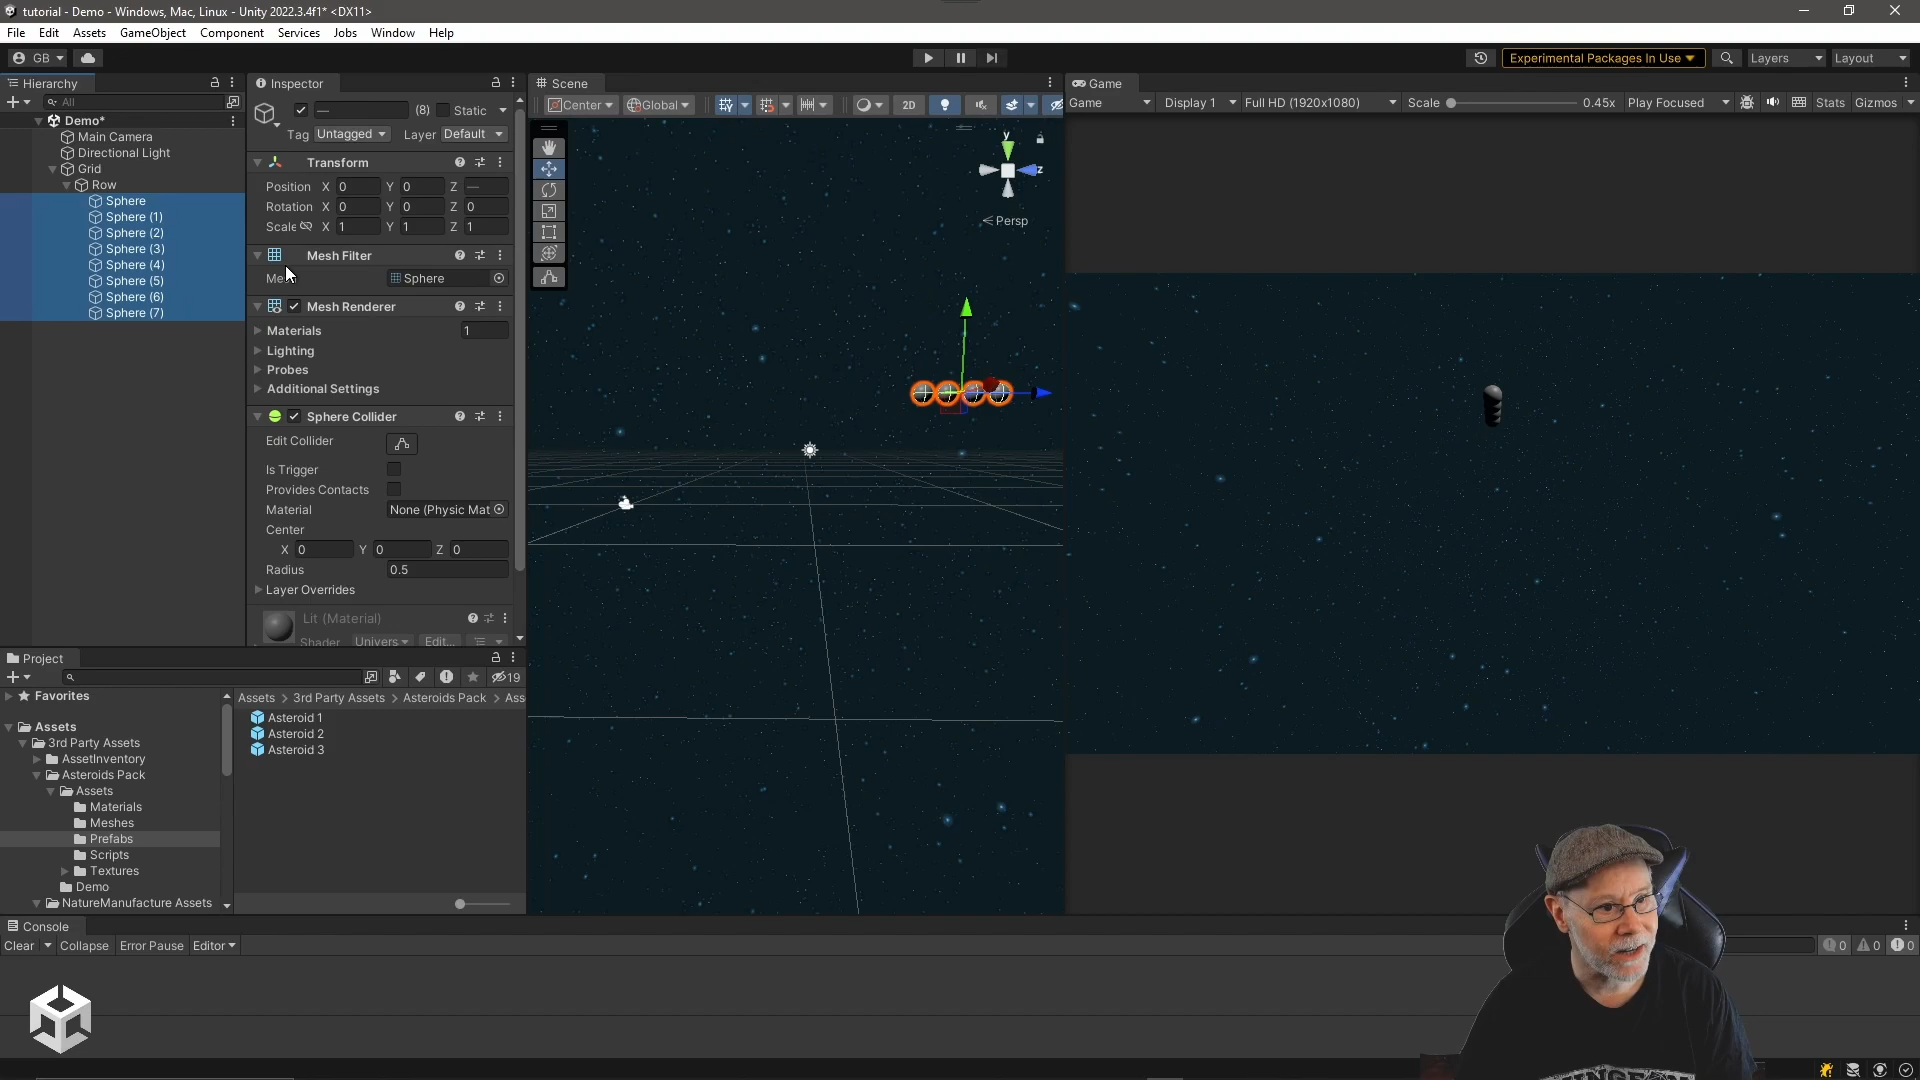 tutorial - Demo - Windows, Mac, Linux - Unity 2022.3.4f1* <DX11>
File Edit Assets GameObject Component Services Jobs Window Help
GB Experimental Packages In Use Layers Layout
Hierarchy
All
Demo*
Main Camera
Directional Light
Grid
Row
Sphere
Sphere (1)
Sphere (2)
Sphere (3)
Sphere (4)
Sphere (5)
Sphere (6)
Sphere (7)
Inspector
— (8) Static
Tag Untagged Layer Default
Transform
Position X 0 Y 0 Z —
Rotation X 0 Y 0 Z 0
Scale X 1 Y 1 Z 1
Mesh Filter
Me Sphere
Mesh Renderer
Materials 1
Lighting
Probes
Additional Settings
Sphere Collider
Edit Collider
Is Trigger
Provides Contacts
Material None (Physic Mat
Center
X 0 Y 0 Z 0
Radius 0.5
Layer Overrides
Lit (Material)
Shader Univers Edit...
Scene
Center Global 2D
y
z
Persp
Game
Game Display 1 Full HD (1920x1080) Scale 0.45x Play Focused Stats Gizmos
Project
19
Favorites
Assets
3rd Party Assets
AssetInventory
Asteroids Pack
Assets
Materials
Meshes
Prefabs
Scripts
Textures
Demo
NatureManufacture Assets
Assets > 3rd Party Assets > Asteroids Pack > Ass
Asteroid 1
Asteroid 2
Asteroid 3
Console
Clear Collapse Error Pause Editor
0 0 0